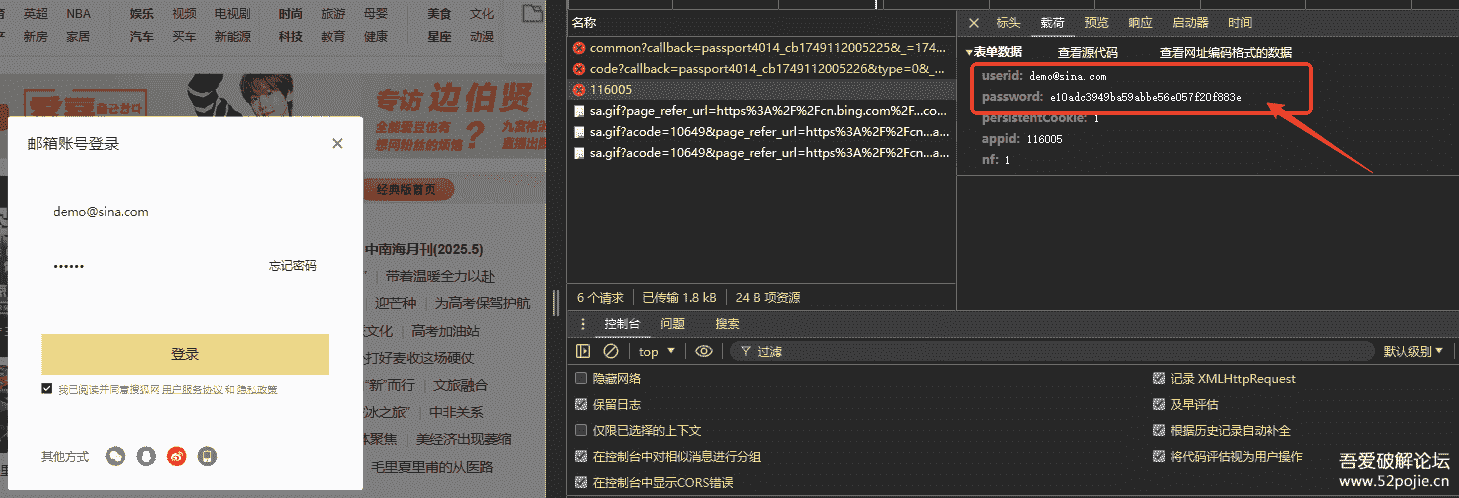 英超 NBA 娱乐 视频 电视剧 时尚 旅游 母婴 美食 文化
新房 家居 汽车 买车 新能源 科技 教育 健康 星座 动漫
专访 边伯贤
经典版首页
邮箱账号登录
demo@sina.com
•••••• 忘记密码
登录
我已阅读并同意搜狐网 用户服务协议 和 隐私政策
其他方式
中南海月刊(2025.5)
带着温暖全力以赴
迎芒种 为高考保驾护航
文化 高考加油站
打好麦收这场硬仗
“新”而行 文旅融合
冰之旅” 中非关系
体聚焦 美经济出现萎缩
毛里夏里甫的从医路
名称
common?callback=passport4014_cb1749112005225&_=174...
code?callback=passport4014_cb1749112005226&type=0&_...
116005
sa.gif?page_refer_url=https%3A%2F%2Fcn.bing.com%2F...co...
sa.gif?acode=10649&page_refer_url=https%3A%2F%2Fcn...a...
sa.gif?acode=10649&page_refer_url=https%3A%2F%2Fcn...a...
6 个请求 已传输 1.8 kB 24 B 项资源
标头 载荷 预览 响应 启动器 时间
表单数据 查看源代码 查看网址编码格式的数据
userid: demo@sina.com
password: e10adc3949ba59abbe56e057f20f883e
persistentCookie: 1
appid: 116005
nf: 1
控制台 问题 搜索
top 过滤 默认级别
隐藏网络
保留日志
仅限已选择的上下文
在控制台中对相似消息进行分组
在控制台中显示CORS错误
记录 XMLHttpRequest
及早评估
根据历史记录自动补全
将代码评估视为用户操作
吾爱破解论坛
www.52pojie.cn